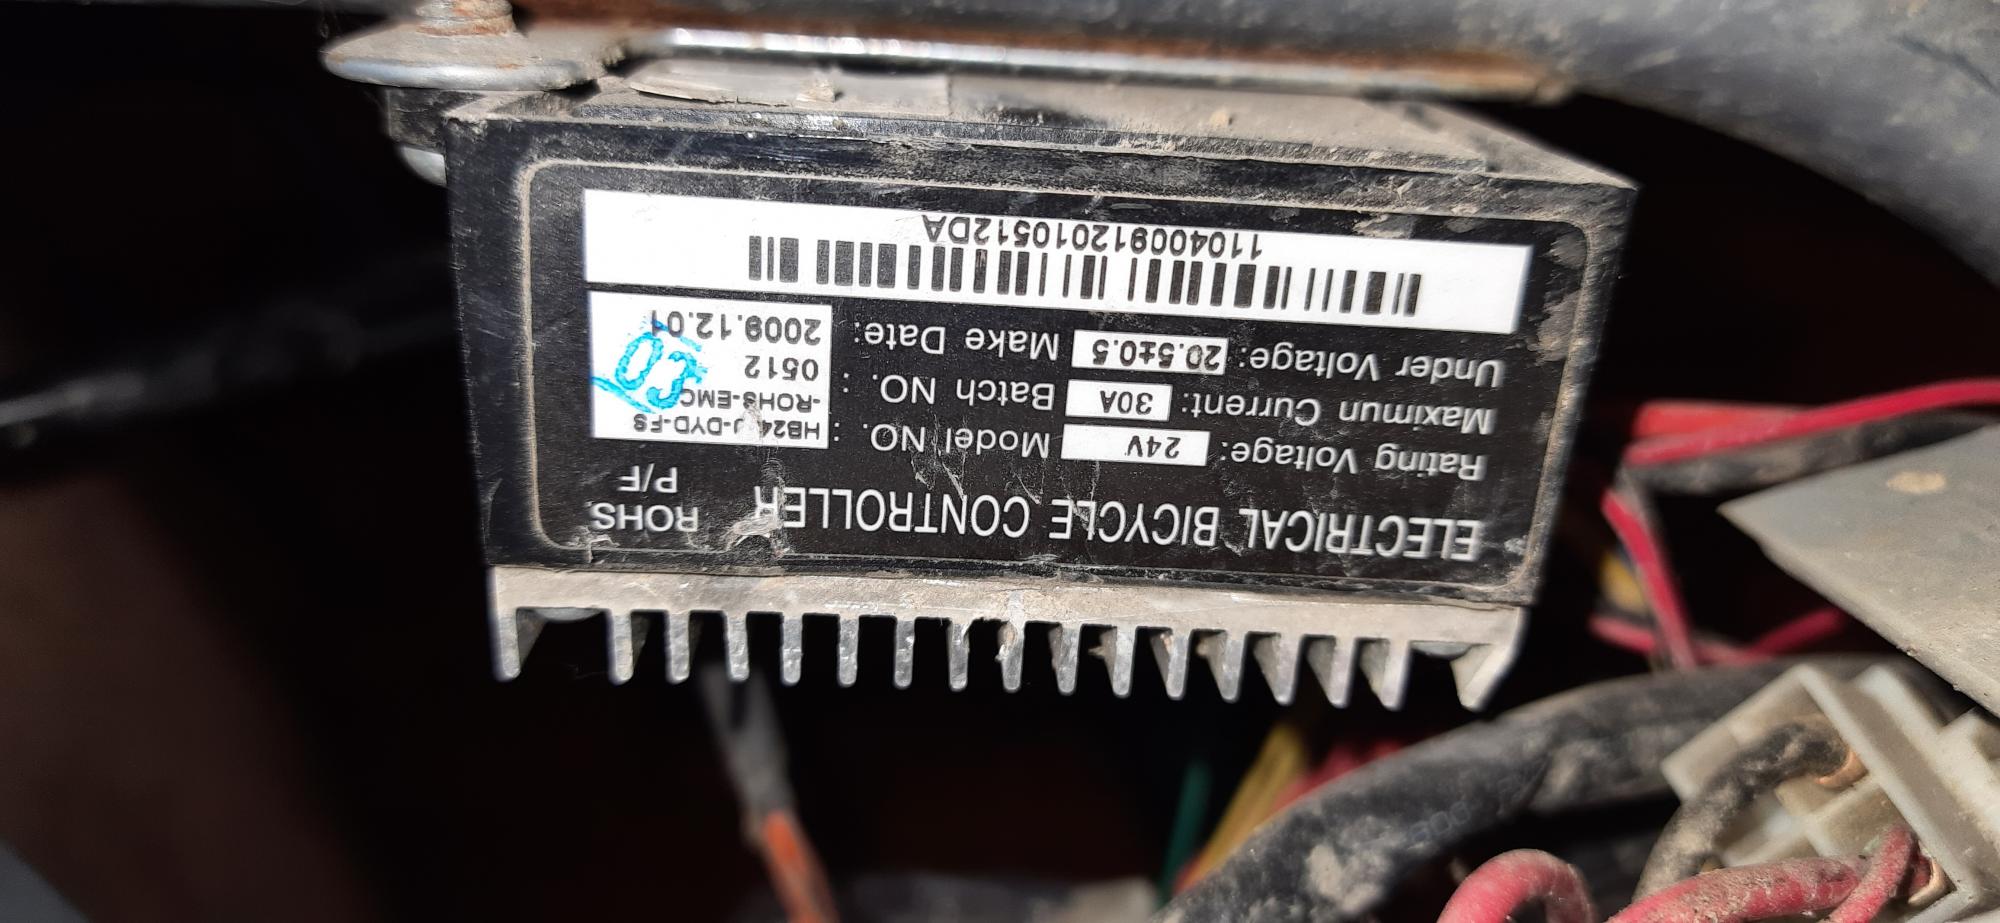 ELECTRICAL BICYCLE CONTROLLER
ROHS
P/F
Rating Voltage: 24V Model NO. :
-DYD-FS
-ROHS-EMC
Maximun Current: 30A Batch NO. : 0512
Under Voltage: 20.5±0.5 Make Date: 2009.12.01
03
110400912010512DA